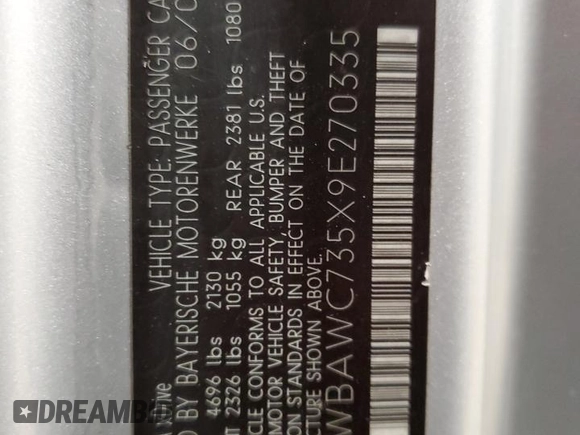 VEHICLE TYPE: PASSENGER CA
D BY BAYERISCHE MOTORENWERKE 06/0
4696 lbs 2130 kg
2326 lbs 1055 kg REAR 2381 lbs 1080
CONFORMS TO ALL APPLICABLE U.S.
MOTOR VEHICLE SAFETY, BUMPER AND THEFT
ON STANDARDS IN EFFECT ON THE DATE OF
CTURE SHOWN ABOVE.
WBAWC735X9E270335